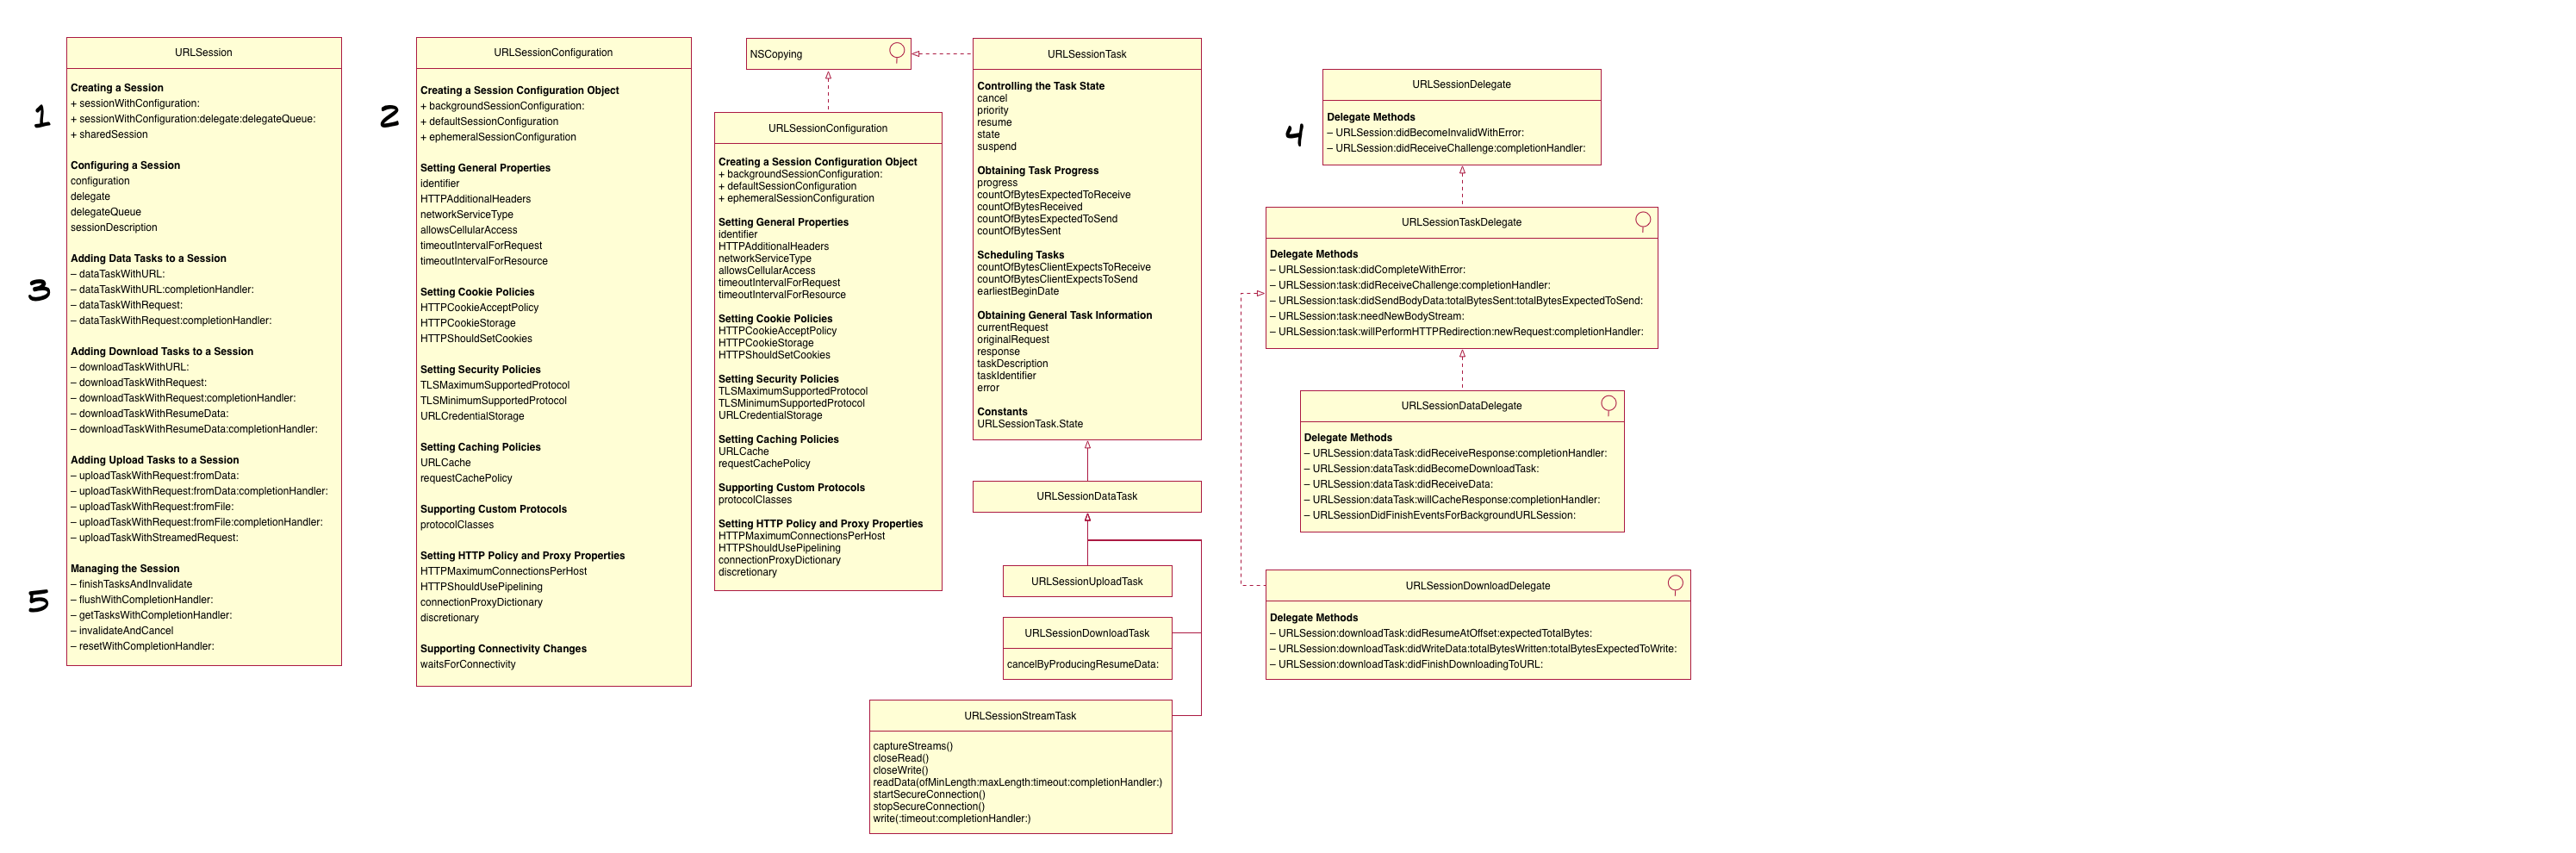 1
URLSession
Creating a Session
+ sessionWithConfiguration:
+ sessionWithConfiguration:delegate:delegateQueue:
+ sharedSession
Configuring a Session
configuration
delegate
delegateQueue
sessionDescription
3
Adding Data Tasks to a Session
– dataTaskWithURL:
– dataTaskWithURL:completionHandler:
– dataTaskWithRequest:
– dataTaskWithRequest:completionHandler:
Adding Download Tasks to a Session
– downloadTaskWithURL:
– downloadTaskWithRequest:
– downloadTaskWithRequest:completionHandler:
– downloadTaskWithResumeData:
– downloadTaskWithResumeData:completionHandler:
Adding Upload Tasks to a Session
– uploadTaskWithRequest:fromData:
– uploadTaskWithRequest:fromData:completionHandler:
– uploadTaskWithRequest:fromFile:
– uploadTaskWithRequest:fromFile:completionHandler:
– uploadTaskWithStreamedRequest:
5
Managing the Session
– finishTasksAndInvalidate
– flushWithCompletionHandler:
– getTasksWithCompletionHandler:
– invalidateAndCancel
– resetWithCompletionHandler:
2
URLSessionConfiguration
Creating a Session Configuration Object
+ backgroundSessionConfiguration:
+ defaultSessionConfiguration
+ ephemeralSessionConfiguration
Setting General Properties
identifier
HTTPAdditionalHeaders
networkServiceType
allowsCellularAccess
timeoutIntervalForRequest
timeoutIntervalForResource
Setting Cookie Policies
HTTPCookieAcceptPolicy
HTTPCookieStorage
HTTPShouldSetCookies
Setting Security Policies
TLSMaximumSupportedProtocol
TLSMinimumSupportedProtocol
URLCredentialStorage
Setting Caching Policies
URLCache
requestCachePolicy
Supporting Custom Protocols
protocolClasses
Setting HTTP Policy and Proxy Properties
HTTPMaximumConnectionsPerHost
HTTPShouldUsePipelining
connectionProxyDictionary
discretionary
Supporting Connectivity Changes
waitsForConnectivity
NSCopying
URLSessionConfiguration
Creating a Session Configuration Object
+ backgroundSessionConfiguration:
+ defaultSessionConfiguration
+ ephemeralSessionConfiguration
Setting General Properties
identifier
HTTPAdditionalHeaders
networkServiceType
allowsCellularAccess
timeoutIntervalForRequest
timeoutIntervalForResource
Setting Cookie Policies
HTTPCookieAcceptPolicy
HTTPCookieStorage
HTTPShouldSetCookies
Setting Security Policies
TLSMaximumSupportedProtocol
TLSMinimumSupportedProtocol
URLCredentialStorage
Setting Caching Policies
URLCache
requestCachePolicy
Supporting Custom Protocols
protocolClasses
Setting HTTP Policy and Proxy Properties
HTTPMaximumConnectionsPerHost
HTTPShouldUsePipelining
connectionProxyDictionary
discretionary
URLSessionTask
Controlling the Task State
cancel
priority
resume
state
suspend
Obtaining Task Progress
progress
countOfBytesExpectedToReceive
countOfBytesReceived
countOfBytesExpectedToSend
countOfBytesSent
Scheduling Tasks
countOfBytesClientExpectsToReceive
countOfBytesClientExpectsToSend
earliestBeginDate
Obtaining General Task Information
currentRequest
originalRequest
response
taskDescription
taskIdentifier
error
Constants
URLSessionTask.State
URLSessionDataTask
URLSessionUploadTask
URLSessionDownloadTask
cancelByProducingResumeData:
URLSessionStreamTask
captureStreams()
closeRead()
closeWrite()
readData(ofMinLength:maxLength:timeout:completionHandler:)
startSecureConnection()
stopSecureConnection()
write(:timeout:completionHandler:)
4
URLSessionDelegate
Delegate Methods
– URLSession:didBecomeInvalidWithError:
– URLSession:didReceiveChallenge:completionHandler:
URLSessionTaskDelegate
Delegate Methods
– URLSession:task:didCompleteWithError:
– URLSession:task:didReceiveChallenge:completionHandler:
– URLSession:task:didSendBodyData:totalBytesSent:totalBytesExpectedToSend:
– URLSession:task:needNewBodyStream:
– URLSession:task:willPerformHTTPRedirection:newRequest:completionHandler:
URLSessionDataDelegate
Delegate Methods
– URLSession:dataTask:didReceiveResponse:completionHandler:
– URLSession:dataTask:didBecomeDownloadTask:
– URLSession:dataTask:didReceiveData:
– URLSession:dataTask:willCacheResponse:completionHandler:
– URLSessionDidFinishEventsForBackgroundURLSession:
URLSessionDownloadDelegate
Delegate Methods
– URLSession:downloadTask:didResumeAtOffset:expectedTotalBytes:
– URLSession:downloadTask:didWriteData:totalBytesWritten:totalBytesExpectedToWrite:
– URLSession:downloadTask:didFinishDownloadingToURL: